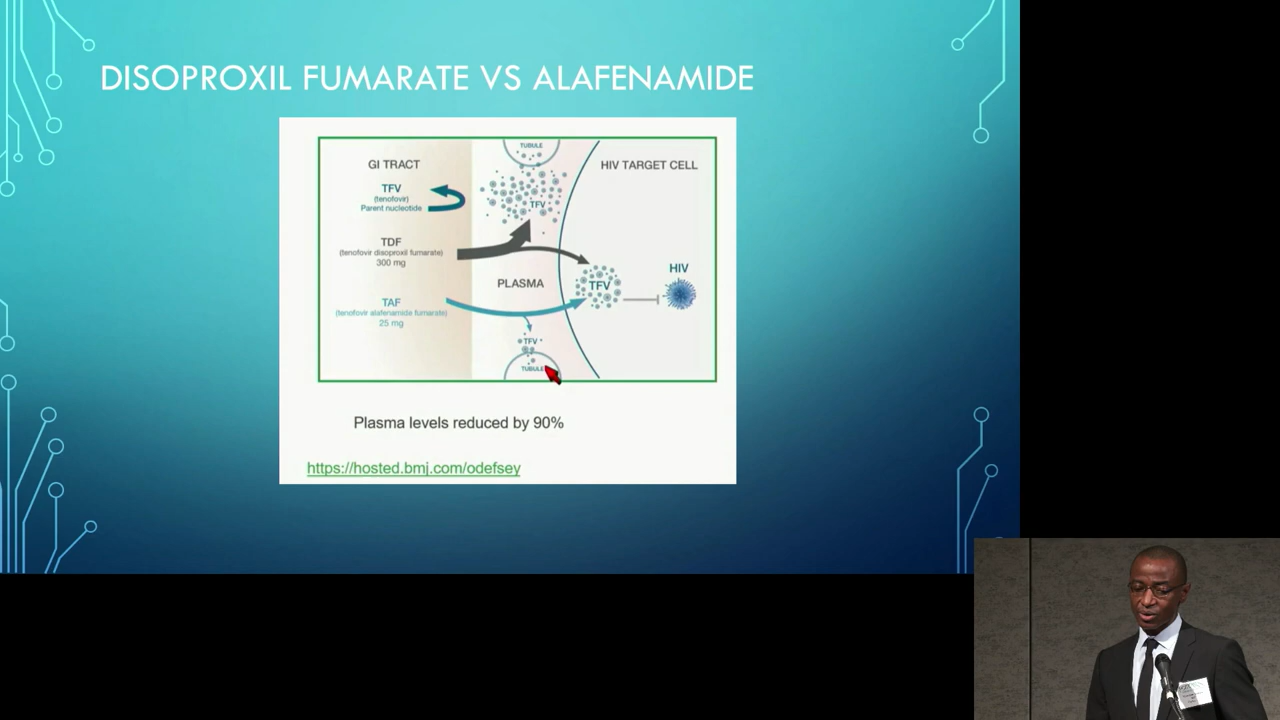 DISOPROXIL FUMARATE VS ALAFENAMIDE
TUBULE
GI TRACT
HIV TARGET CELL
TFV
(tenofovir)
Parent nucleotide
TFV
TDF
(tenofovir disoproxil fumarate)
300 mg
PLASMA
TFV
HIV
TAF
(tenofovir alafenamida fumarate)
25 mg
TFV
TUBULE
Plasma levels reduced by 90%
https://hosted.bmj.com/odefsey